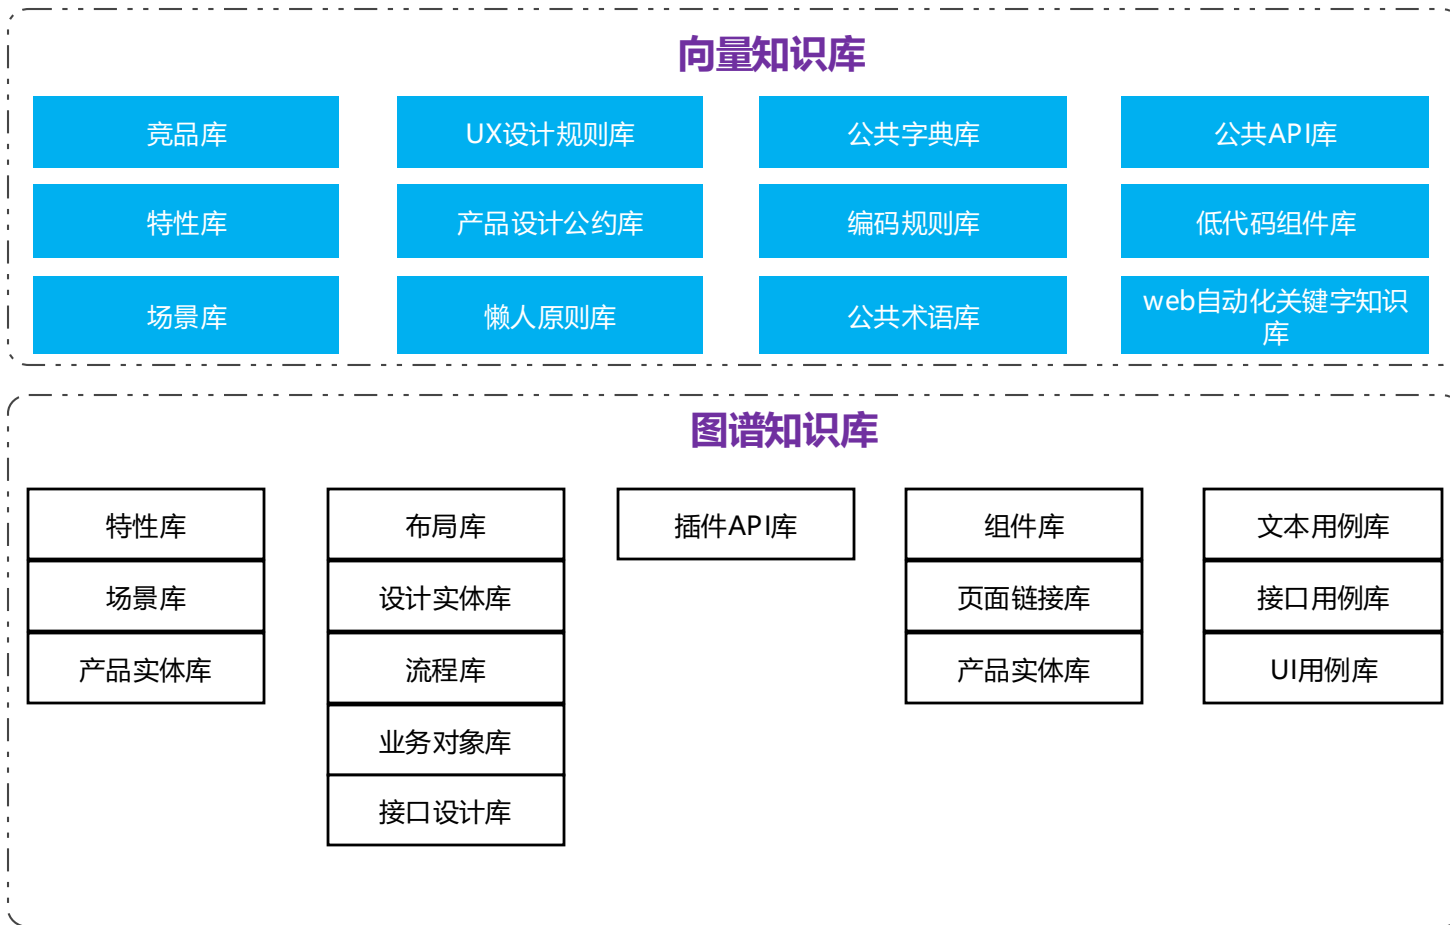 向量知识库
竞品库
UX设计规则库
公共字典库
公共API库
特性库
产品设计公约库
编码规则库
低代码组件库
场景库
懒人原则库
公共术语库
web自动化关键字知识
库
图谱知识库
特性库
布局库
插件API库
组件库
文本用例库
场景库
设计实体库
页面链接库
接口用例库
产品实体库
流程库
产品实体库
UI用例库
业务对象库
接口设计库